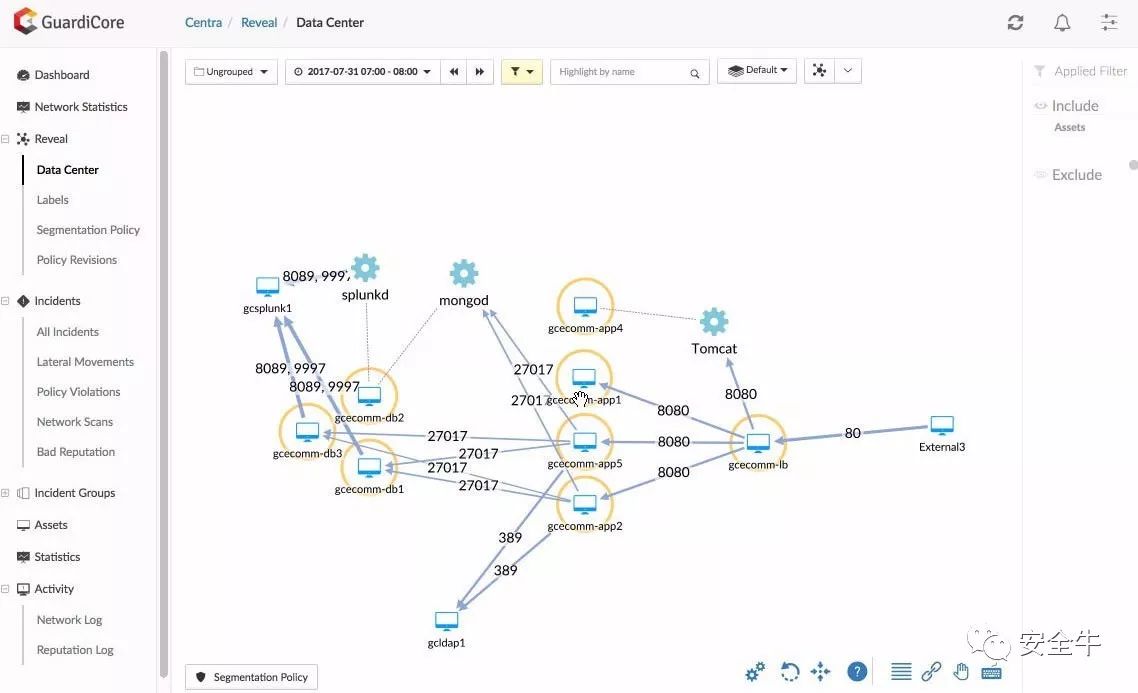 GuardiCore
Centra / Reveal / Data Center
Dashboard
Network Statistics
Reveal
Data Center
Labels
Segmentation Policy
Policy Revisions
Incidents
All Incidents
Lateral Movements
Policy Violations
Network Scans
Bad Reputation
Incident Groups
Assets
Statistics
Activity
Network Log
Reputation Log
Ungrouped
2017-07-31 07:00 - 08:00
Highlight by name
Default
Applied Filter
Include
Assets
Exclude
8089, 9997
splunkd
mongod
gcsplunk1
gcecomm-app4
Tomcat
8089, 9997
8089, 9997
27017
gcecomm-db2
27017
gcecomm-app1
8080
8080
80
External3
gcecomm-db3
27017
27017
gcecomm-app5
8080
gcecomm-lb
27017
8080
gcecomm-db1
27017
gcecomm-app2
389
389
gcldap1
Segmentation Policy
?
安全牛